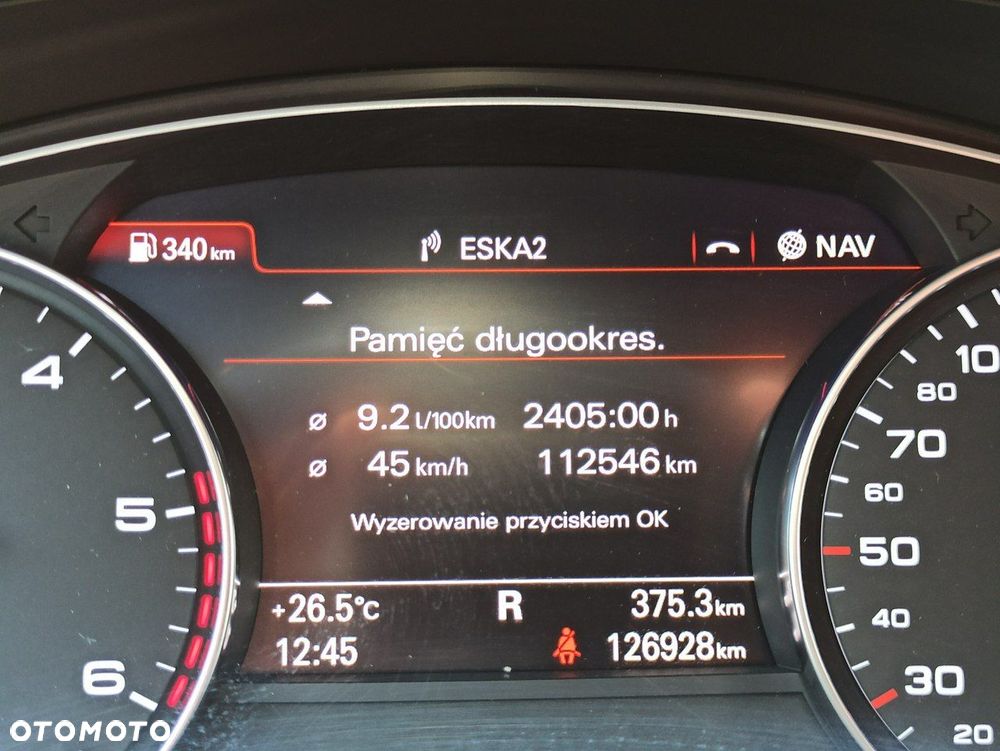 340 km ESKA2 NAV
Pamięć długookres.
ø 9.2 l/100km 2405:00 h
ø 45 km/h 112546 km
Wyzerowanie przyciskiem OK
+26.5°C R 375.3 km
12:45 126928 km
4
5
6
10
80
70
60
50
40
30
20
OTOMOTO